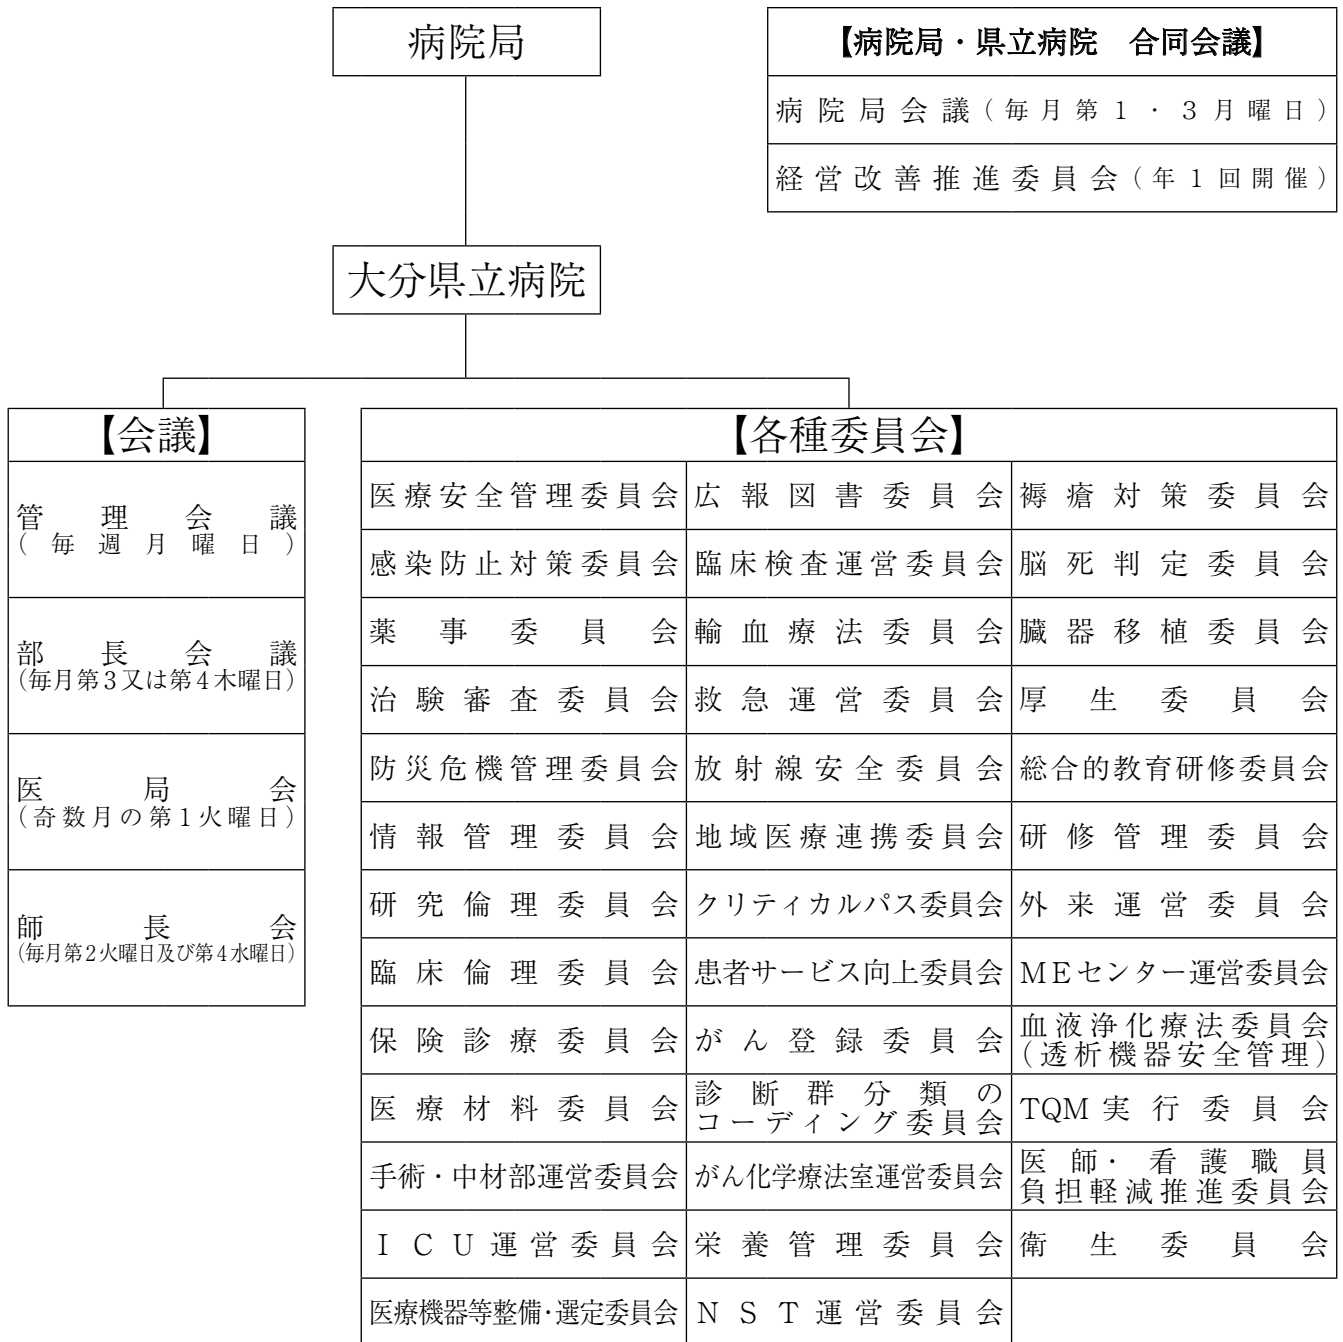 病院局
【病院局・県立病院　合同会議】
病院局会議（毎月第１・３月曜日）
経営改善推進委員会（年１回開催）
大分県立病院
【会議】
管理会議
（毎週月曜日）
部長会議
（毎月第３又は第４木曜日）
医局会
（奇数月の第１火曜日）
師長会
（毎月第２火曜日及び第４水曜日）
【各種委員会】
医療安全管理委員会
感染防止対策委員会
薬事委員会
治験審査委員会
防災危機管理委員会
情報管理委員会
研究倫理委員会
臨床倫理委員会
保険診療委員会
医療材料委員会
手術・中材部運営委員会
ＩＣＵ運営委員会
医療機器等整備・選定委員会
広報図書委員会
臨床検査運営委員会
輸血療法委員会
救急運営委員会
放射線安全委員会
地域医療連携委員会
クリティカルパス委員会
患者サービス向上委員会
がん登録委員会
診断群分類の
コーディング委員会
がん化学療法室運営委員会
栄養管理委員会
ＮＳＴ運営委員会
褥瘡対策委員会
脳死判定委員会
臓器移植委員会
厚生委員会
総合的教育研修委員会
研修管理委員会
外来運営委員会
ＭＥセンター運営委員会
血液浄化療法委員会
（透析機器安全管理）
TQM実行委員会
医師・看護職員
負担軽減推進委員会
衛生委員会